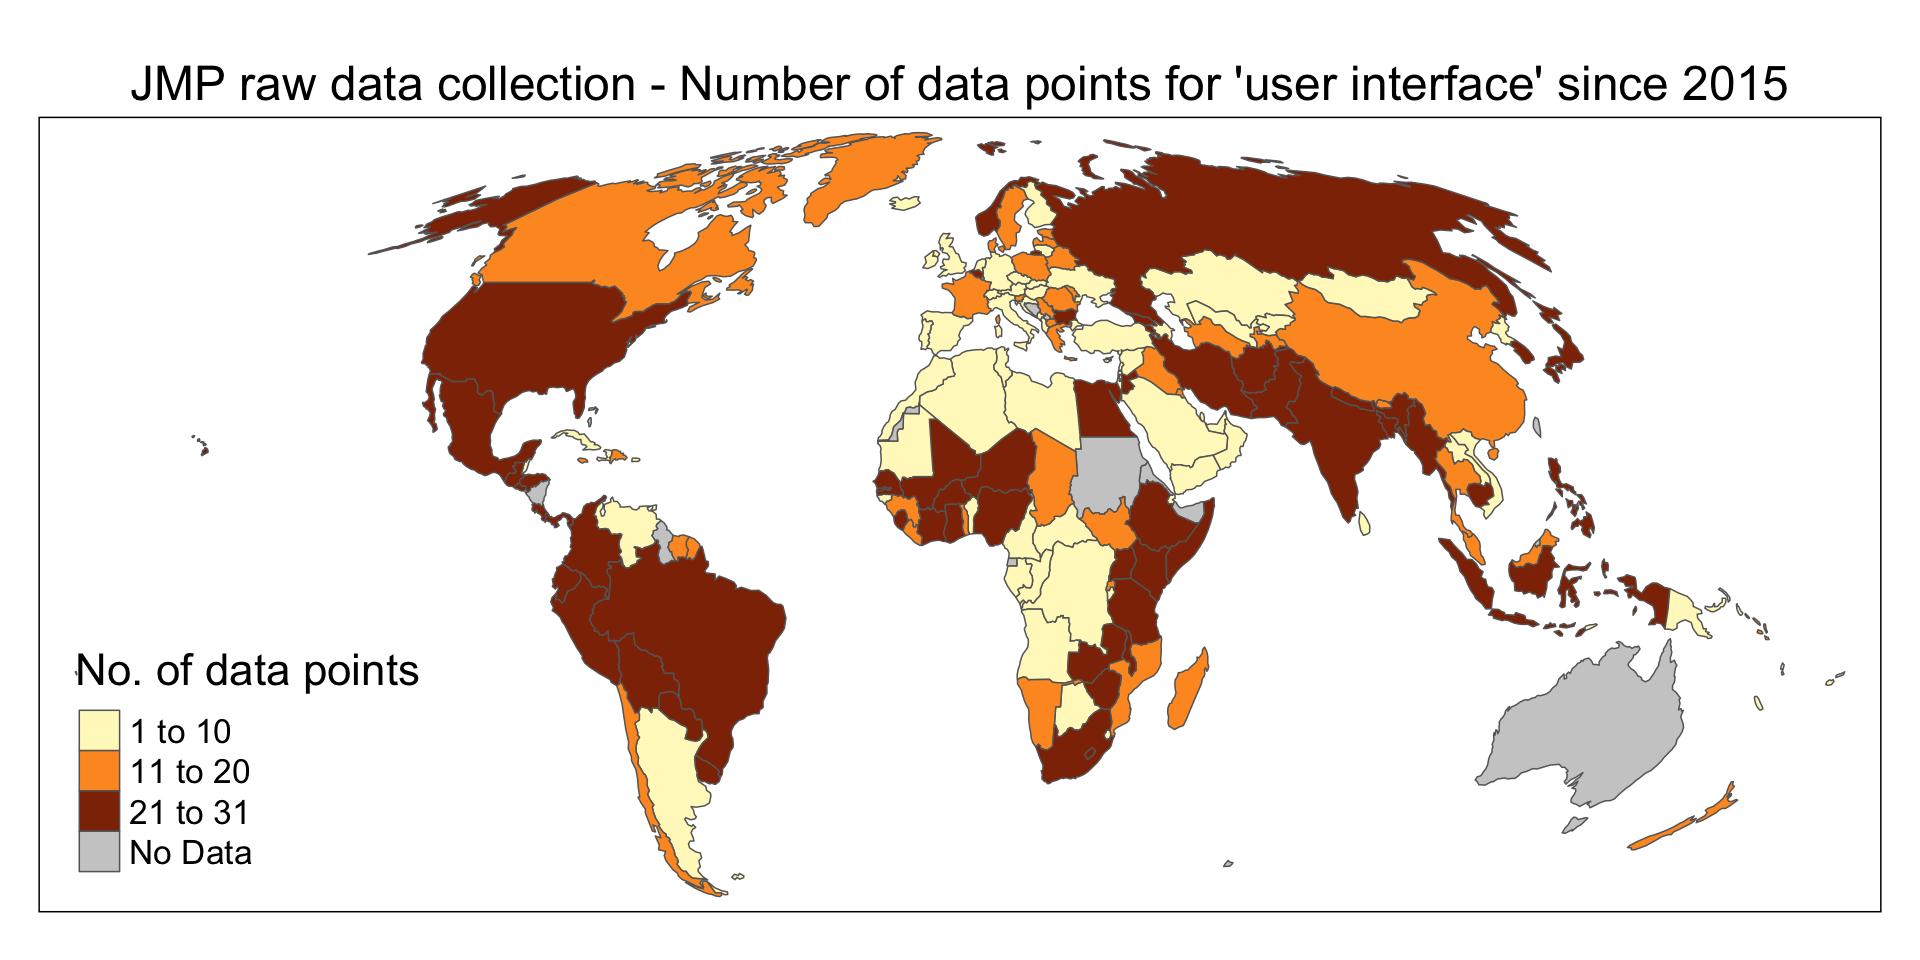 JMP raw data collection - Number of data points for 'user interface' since 2015
No. of data points
1 to 10
11 to 20
21 to 31
No Data